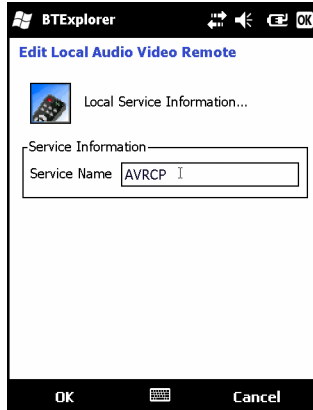 BTExplorer
OK
Edit Local Audio Video Remote
Local Service Information...
Service Information
Service Name AVRCP
OK Cancel